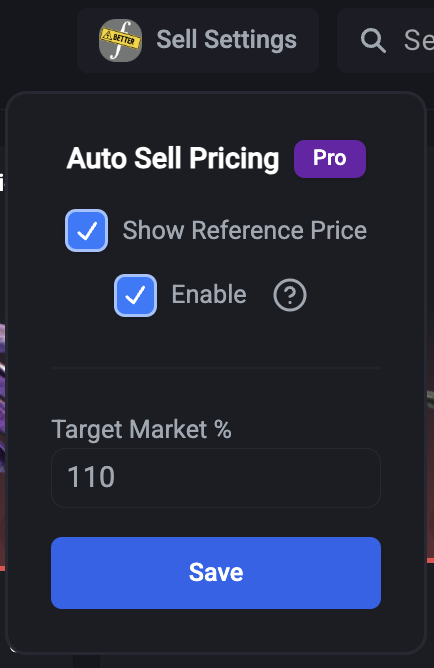 BETTER
Sell Settings
Se
Auto Sell Pricing
Pro
Show Reference Price
Enable
?
Target Market %
110
Save